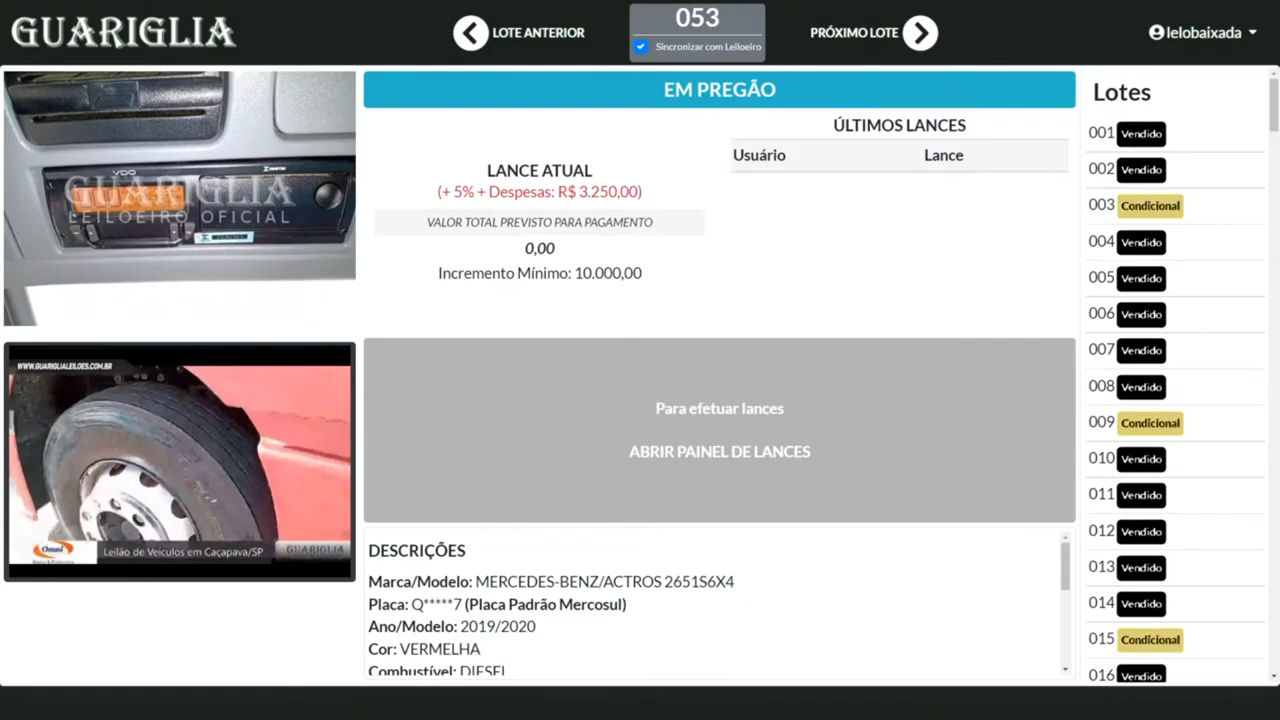 GUARIGLIA
LOTE ANTERIOR
053
Sincronizar com Leiloeiro
PRÓXIMO LOTE
lelobaixada
VDO
GUARIGLIA
LEILOEIRO OFICIAL
EM PREGÃO
LANCE ATUAL
(+ 5% + Despesas: R$ 3.250,00)
VALOR TOTAL PREVISTO PARA PAGAMENTO
0,00
Incremento Mínimo: 10.000,00
ÚLTIMOS LANCES
Usuário Lance
WWW.GUARIGLIALEILOES.COM.BR
Omni
Leilão de Veiculos em Caçapava/SP
GUARIGLIA
Para efetuar lances
ABRIR PAINEL DE LANCES
DESCRIÇÕES
Marca/Modelo: MERCEDES-BENZ/ACTROS 2651S6X4
Placa: Q*****7 (Placa Padrão Mercosul)
Ano/Modelo: 2019/2020
Cor: VERMELHA
Combustível: DIESEL
Lotes
001 Vendido
002 Vendido
003 Condicional
004 Vendido
005 Vendido
006 Vendido
007 Vendido
008 Vendido
009 Condicional
010 Vendido
011 Vendido
012 Vendido
013 Vendido
014 Vendido
015 Condicional
016 Vendido